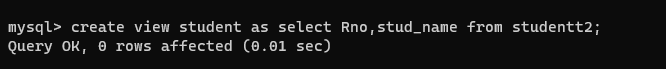 mysql> create view student as select Rno,stud_name from studentt2;
Query OK, 0 rows affected (0.01 sec)